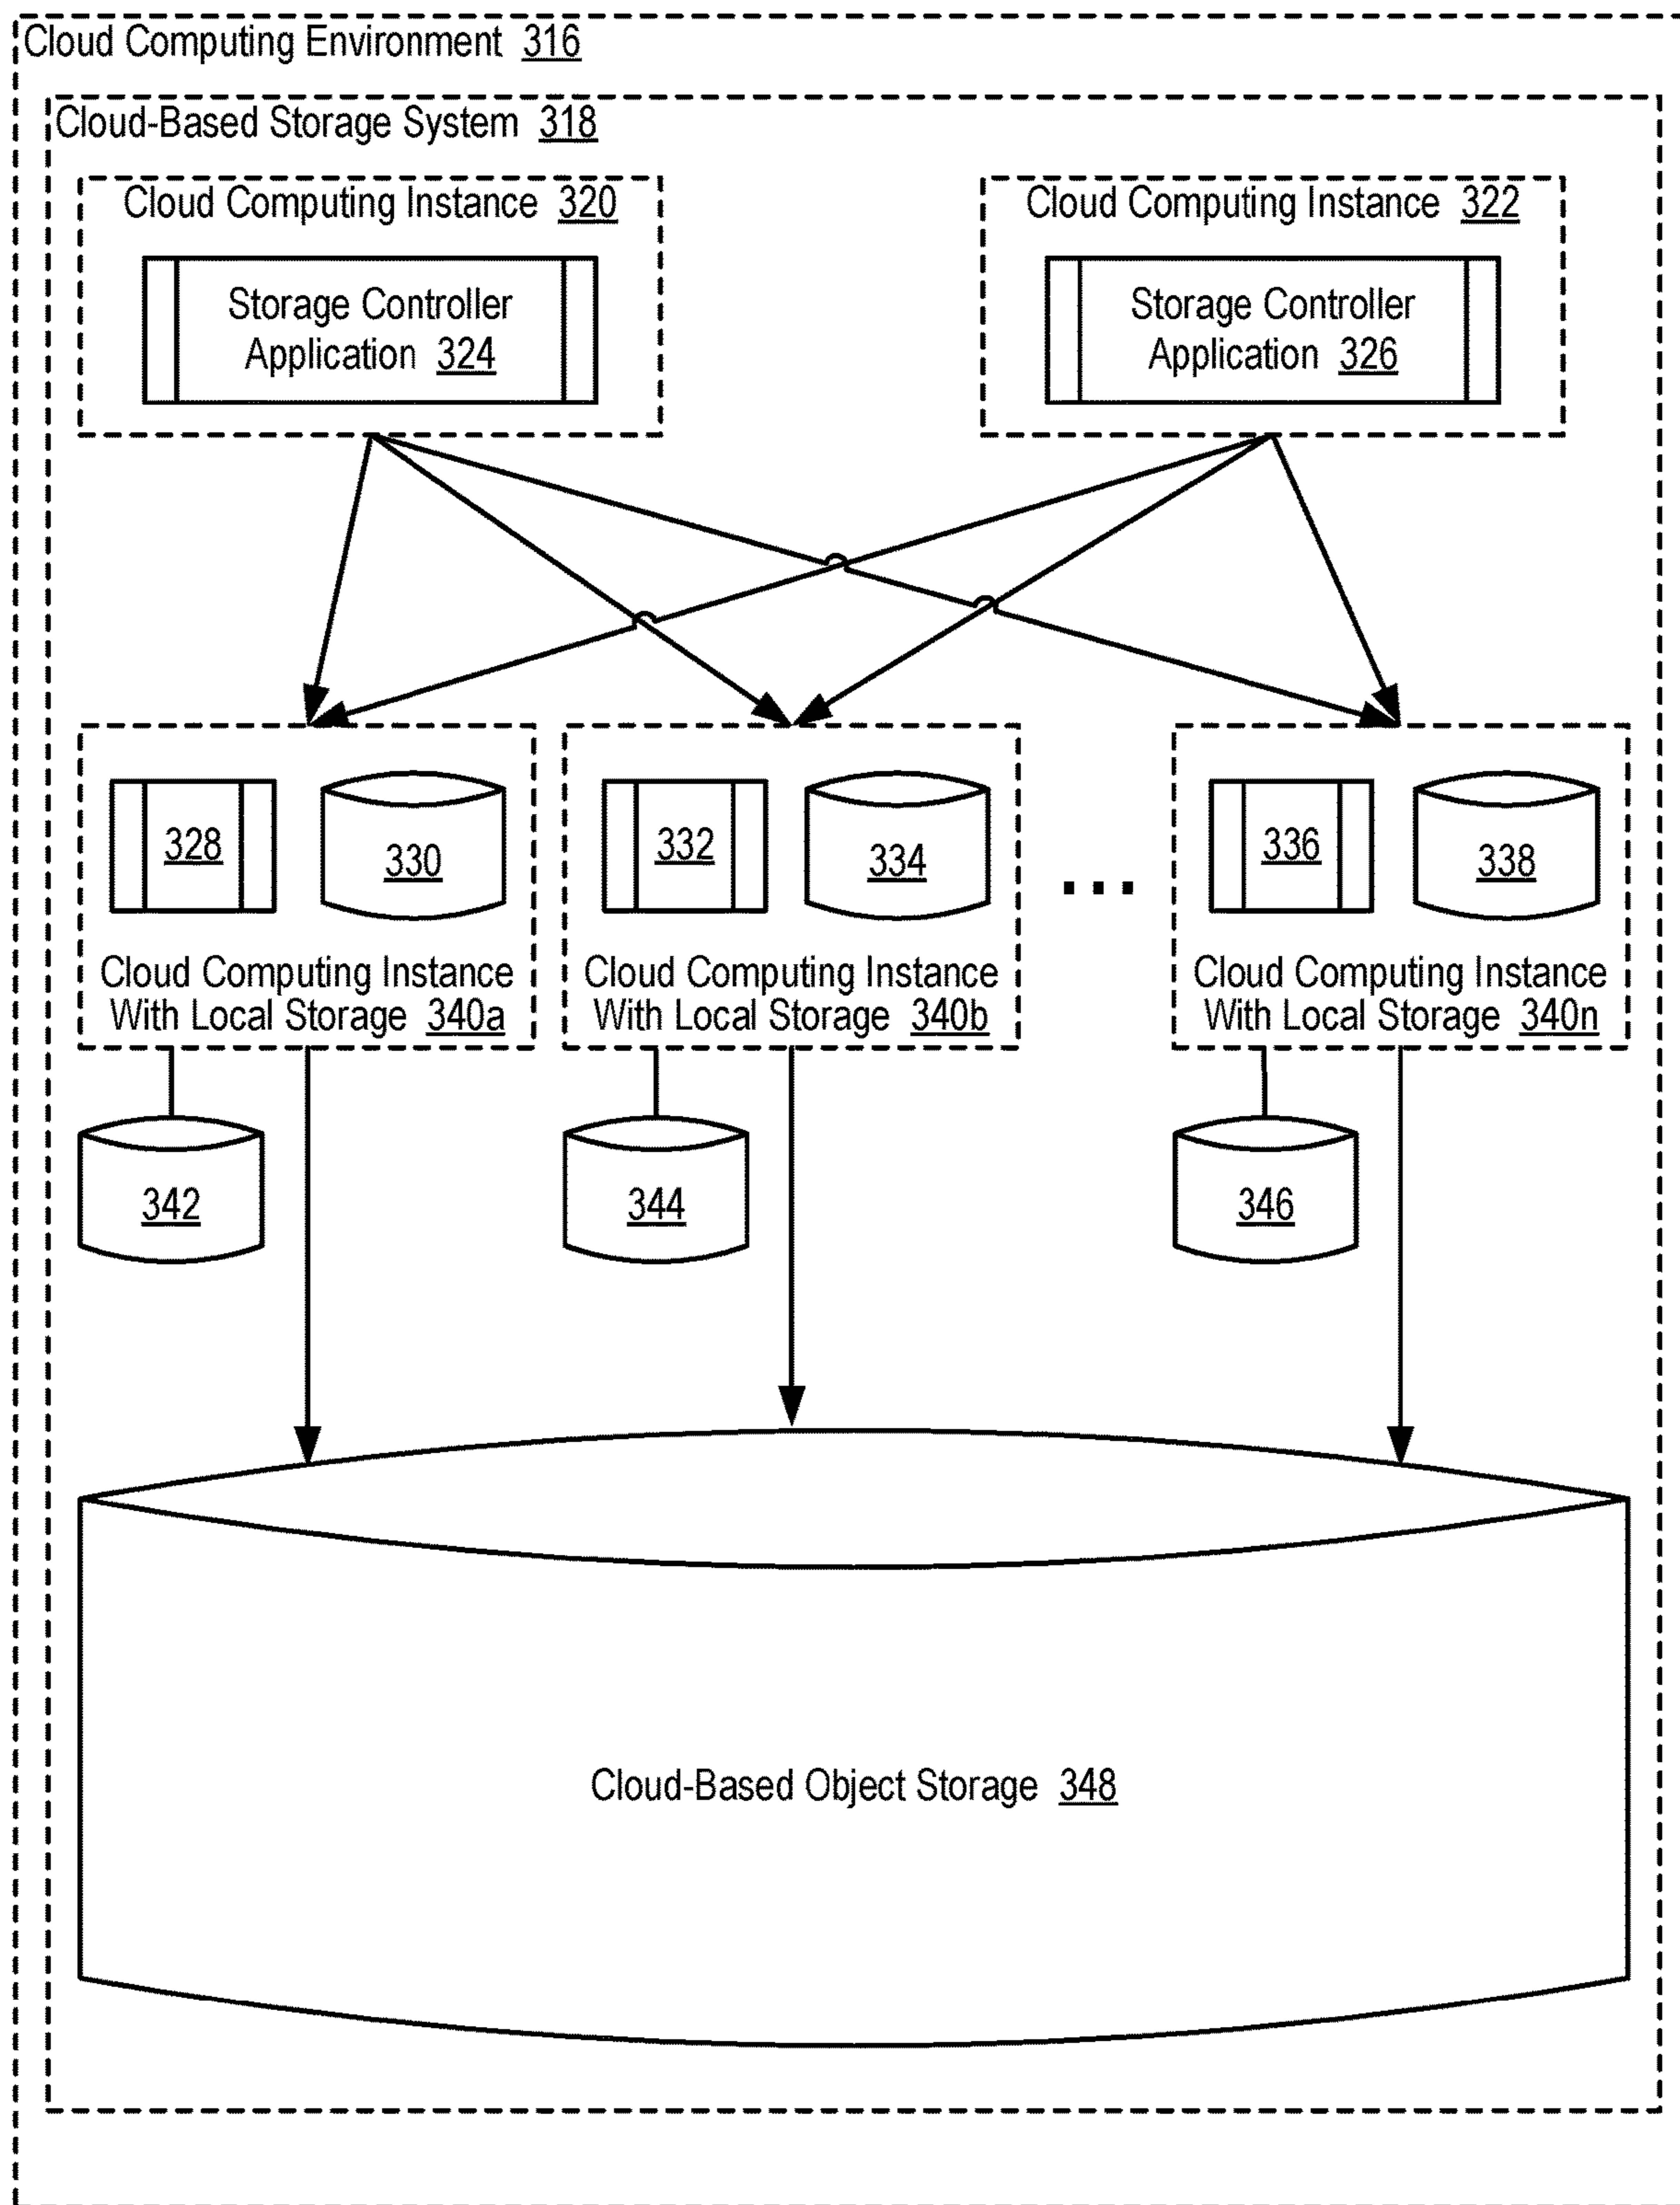 Cloud Computing Environment 316
Cloud-Based Storage System 318
Cloud Computing Instance 320
Storage Controller
Application 324
Cloud Computing Instance 322
Storage Controller
Application 326
328
330
Cloud Computing Instance
With Local Storage 340a
332
334
Cloud Computing Instance
With Local Storage 340b
...
336
338
Cloud Computing Instance
With Local Storage 340n
342
344
346
Cloud-Based Object Storage 348